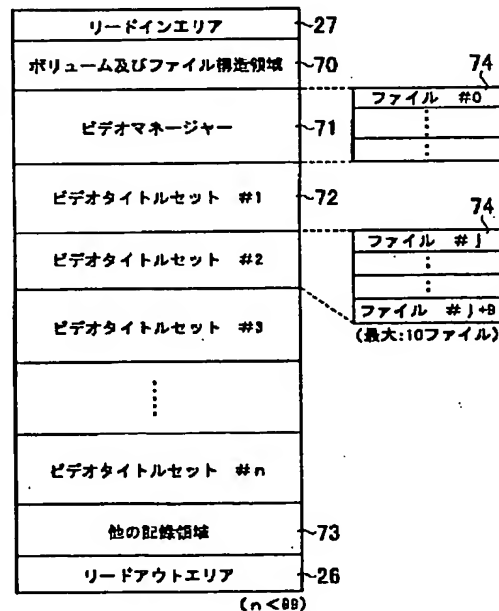 リードインエリア 27
ボリューム及びファイル構造領域 70
74
ファイル #0
ビデオマネージャー 71
ビデオタイトルセット #1 72
74
ファイル #j
ビデオタイトルセット #2
ファイル #j+8
(最大:10ファイル)
ビデオタイトルセット #3
ビデオタイトルセット #n
他の記録領域 73
リードアウトエリア 26